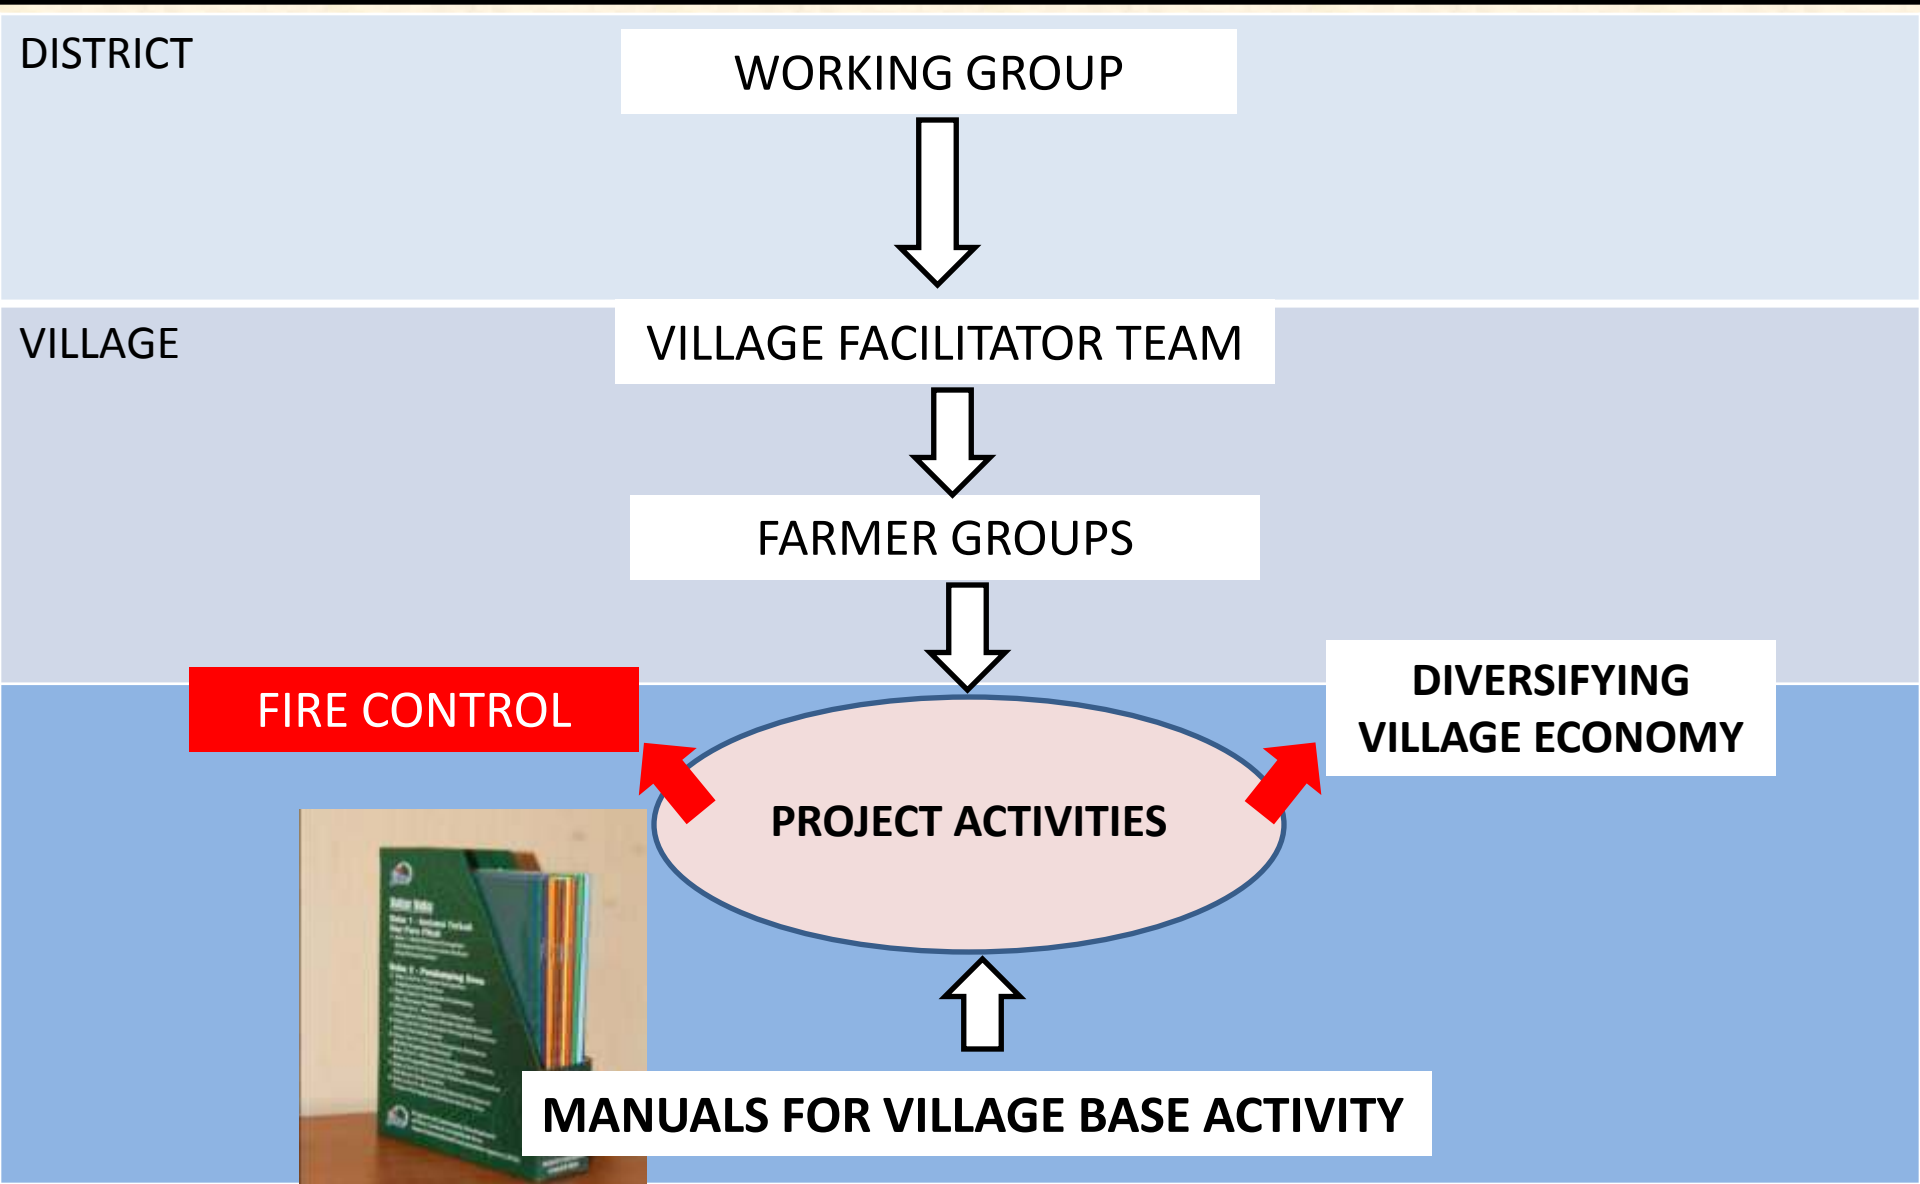 DISTRICT
WORKING GROUP
VILLAGE
VILLAGE FACILITATOR TEAM
FARMER GROUPS
FIRE CONTROL
DIVERSIFYING
VILLAGE ECONOMY
PROJECT ACTIVITIES
MANUALS FOR VILLAGE BASE ACTIVITY